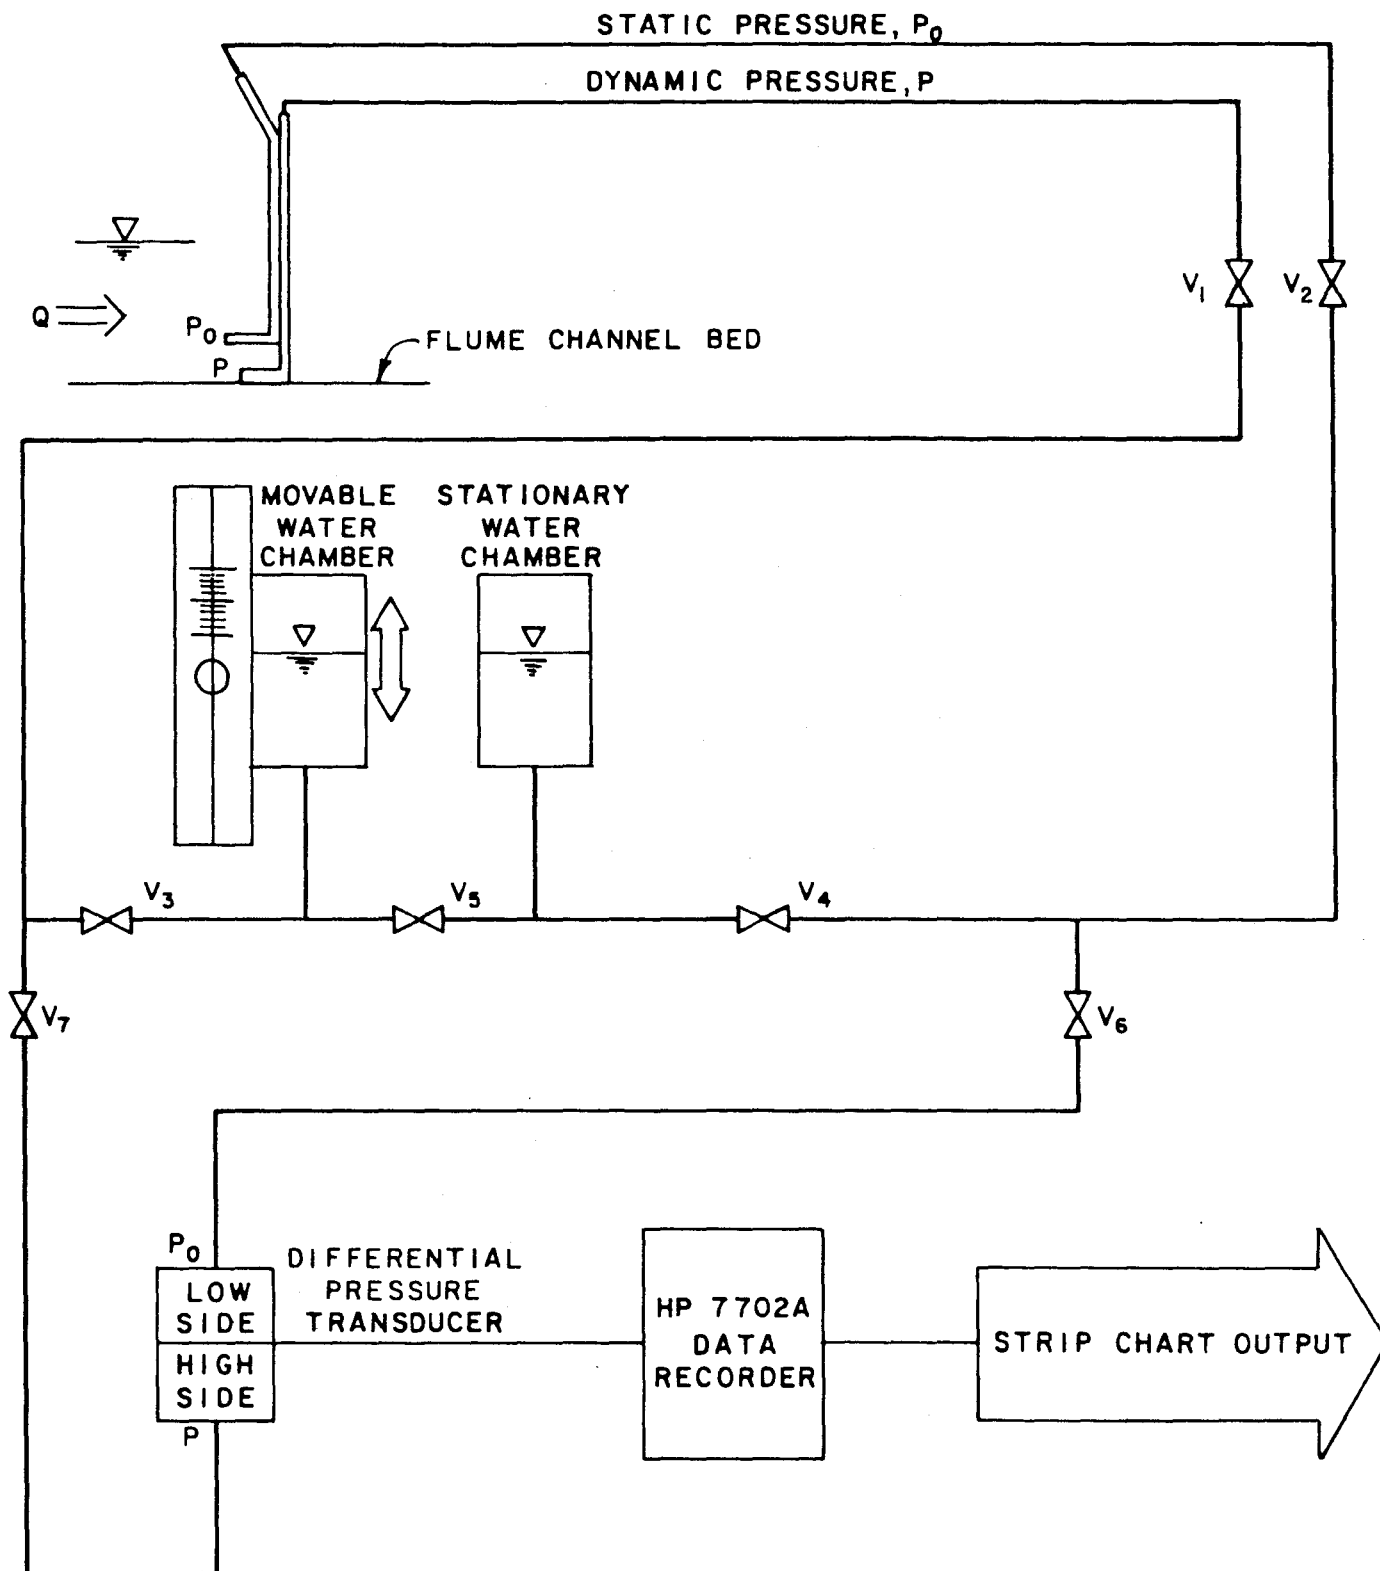 STATIC PRESSURE, P₀
DYNAMIC PRESSURE, P
V₁
V₂
Q
P₀
P
FLUME CHANNEL BED
MOVABLE
WATER
CHAMBER
STATIONARY
WATER
CHAMBER
V₃
V₅
V₄
V₇
V₆
P₀
LOW
SIDE
HIGH
SIDE
P
DIFFERENTIAL
PRESSURE
TRANSDUCER
HP 7702A
DATA
RECORDER
STRIP CHART OUTPUT